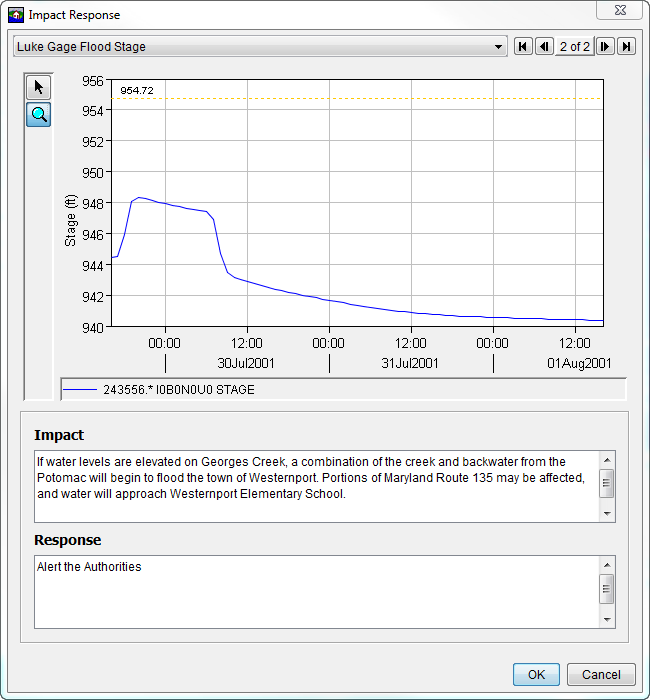 Impact Response
Luke Gage Flood Stage
2 of 2
956
954.72
954
952
950
948
946
944
942
940
Stage (ft)
00:00 12:00 00:00 12:00 00:00 12:00
30Jul2001 31Jul2001 01Aug2001
243556.* I0B0N0U0 STAGE
Impact
If water levels are elevated on Georges Creek, a combination of the creek and backwater from the
Potomac will begin to flood the town of Westernport. Portions of Maryland Route 135 may be affected,
and water will approach Westernport Elementary School.
Response
Alert the Authorities
OK Cancel